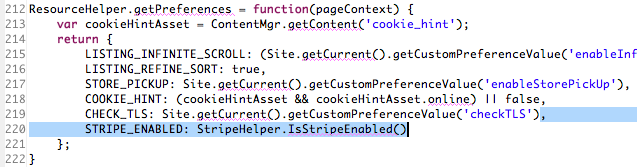 212 ResourceHelper.getPreferences = function(pageContext) {
213 var cookieHintAsset = ContentMgr.getContent('cookie_hint');
214 return {
215 LISTING_INFINITE_SCROLL: (Site.getCurrent().getCustomPreferenceValue('enableInf
216 LISTING_REFINE_SORT: true,
217 STORE_PICKUP: Site.getCurrent().getCustomPreferenceValue('enableStorePickUp'),
218 COOKIE_HINT: (cookieHintAsset && cookieHintAsset.online) || false,
219 CHECK_TLS: Site.getCurrent().getCustomPreferenceValue('checkTLS'),
220 STRIPE_ENABLED: StripeHelper.IsStripeEnabled()
221 };
222 }